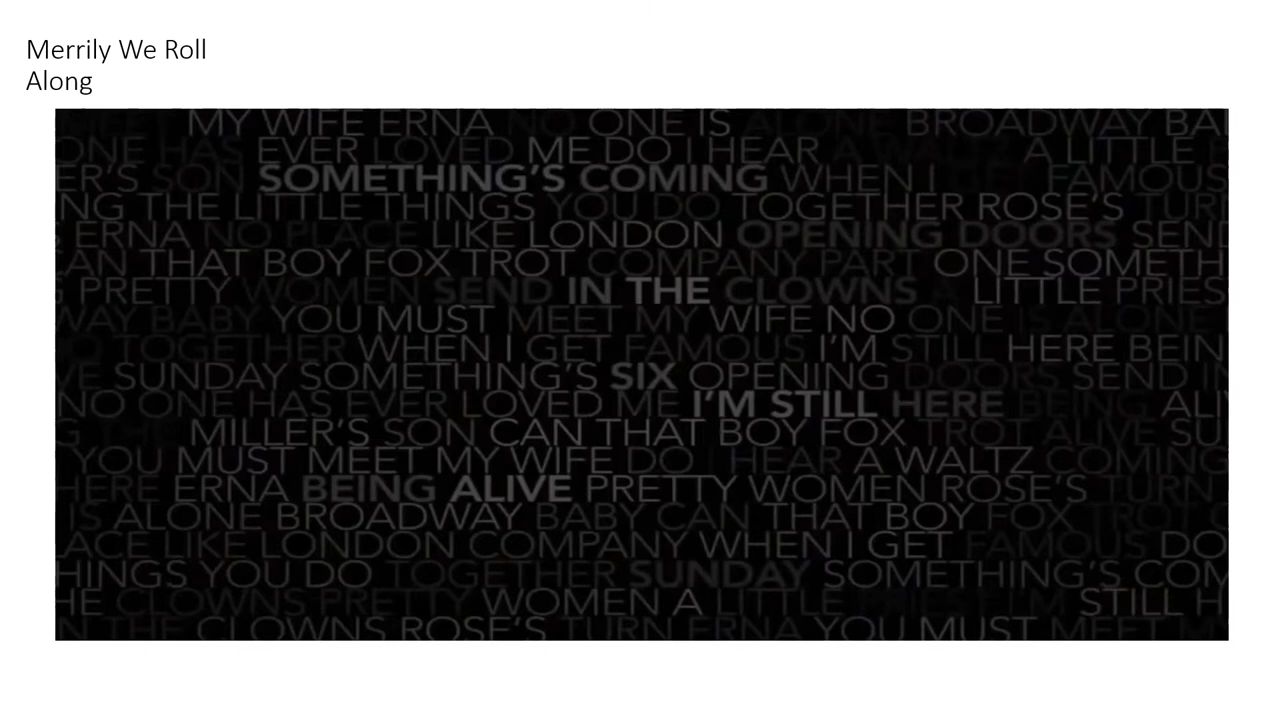 Merrily We Roll
Along
MY WIFE ERNA NO ONE IS ALONE BROADWAY BA
ONE HAS EVER LOVED ME DO I HEAR A WALTZ A LITTLE
ER'S SON SOMETHING'S COMING WHEN I GET FAMOUS
NG THE LITTLE THINGS YOU DO TOGETHER ROSE'S TURN
ERNA NO PLACE LIKE LONDON OPENING DOORS SEND
AN THAT BOY FOX TROT COMPANY PART ONE SOMETH
PRETTY WOMEN SEND IN THE CLOWNS A LITTLE PRIES
WAY BABY YOU MUST MEET MY WIFE NO ONE IS ALONE
TOGETHER WHEN I GET FAMOUS I'M STILL HERE BEIN
VE SUNDAY SOMETHING'S SIX OPENING DOORS SEND IN
NO ONE HAS EVER LOVED ME I'M STILL HERE BEING ALIV
G THE MILLER'S SON CAN THAT BOY FOX TROT ALIVE SU
YOU MUST MEET MY WIFE DO I HEAR A WALTZ COMING
HERE ERNA BEING ALIVE PRETTY WOMEN ROSE'S TURN
IS ALONE BROADWAY BABY CAN THAT BOY FOX TROT
ACE LIKE LONDON COMPANY WHEN I GET FAMOUS DO
HINGS YOU DO TOGETHER SUNDAY SOMETHING'S COM
HE CLOWNS PRETTY WOMEN A LITTLE PRIEST I'M STILL H
N THE CLOWNS ROSE'S TURN ERNA YOU MUST MEET M